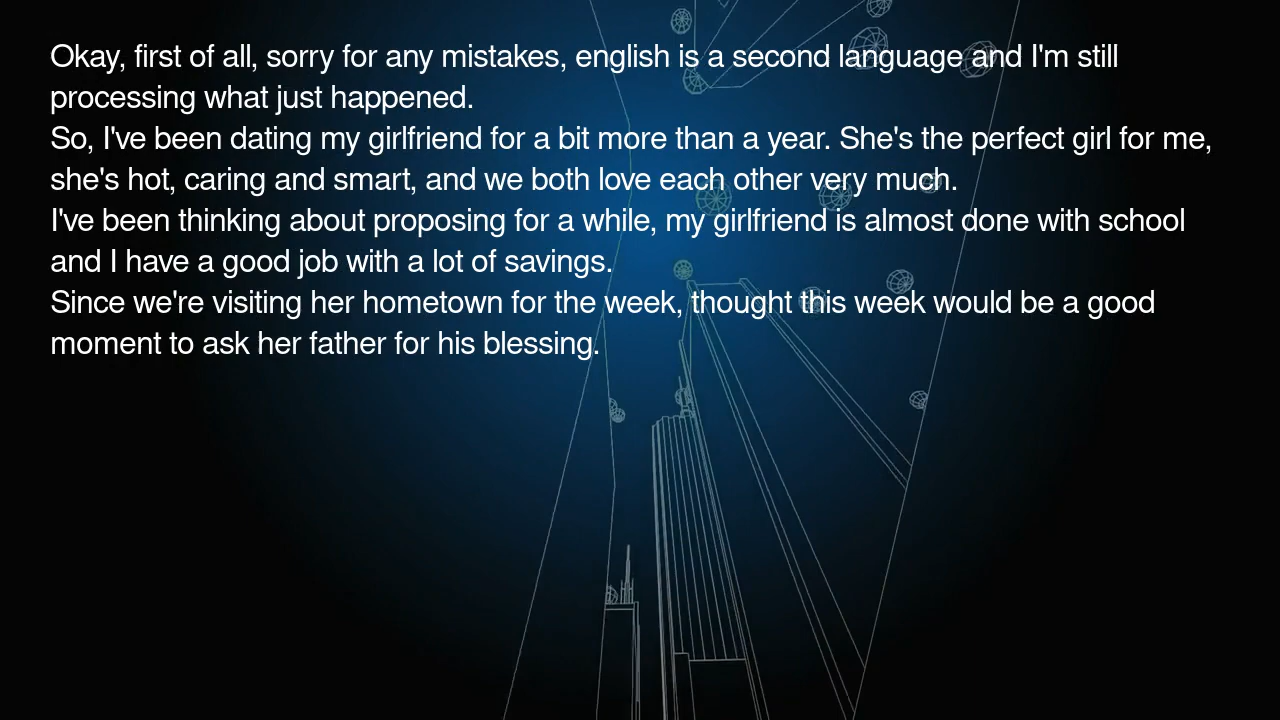 Okay, first of all, sorry for any mistakes, english is a second language and I'm still
processing what just happened.
So, I've been dating my girlfriend for a bit more than a year. She's the perfect girl for me,
she's hot, caring and smart, and we both love each other very much.
I've been thinking about proposing for a while, my girlfriend is almost done with school
and I have a good job with a lot of savings.
Since we're visiting her hometown for the week, thought this week would be a good
moment to ask her father for his blessing.